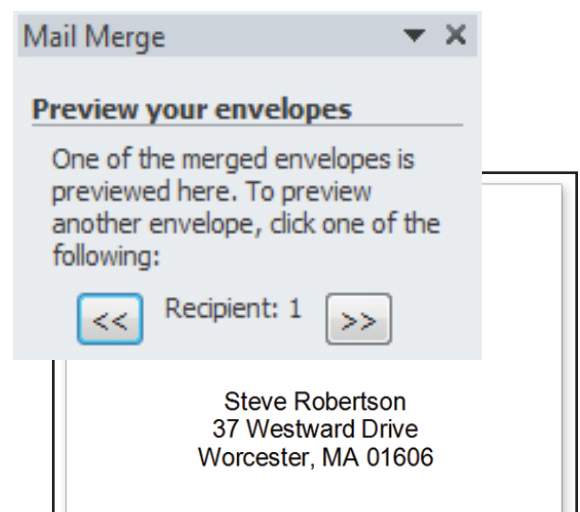 Mail Merge
Preview your envelopes
One of the merged envelopes is
previewed here. To preview
another envelope, click one of the
following:
<< Recipient: 1 >>
Steve Robertson
37 Westward Drive
Worcester, MA 01606